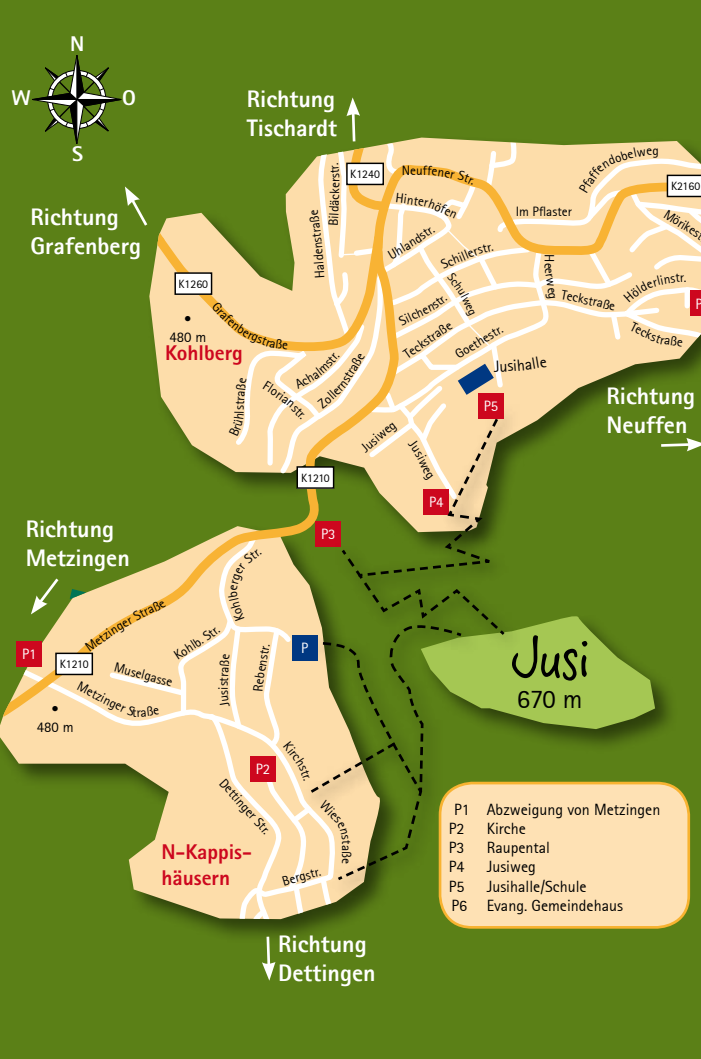 N
W O
S
Richtung
Tischardt
Richtung
Grafenberg
K1240
K2160
K1260
Neuffener Str.
Pfaffendobelweg
Bildäckerstr.
Haldenstraße
Hinterhöfen
Im Pflaster
Uhlandstr.
Schillerstr.
Schulweg
Heerweg
Silchenstr.
Teckstraße
Hölderlinstr.
Teckstraße
Teckstraße
Goethestr.
Grafenbergstraße
480 m
Kohlberg
Achalmstr.
Florianstr.
Zollernstraße
Brühlstraße
Jusihalle
P5
Richtung
Neuffen
Jusiweg
Jusiweg
K1210
P4
P3
Richtung
Metzingen
Kohlberger Str.
Metzinger Straße
P1
K1210
Kohlb. Str.
P
Muselgasse
Jusistraße
Rebenstr.
Metzinger Straße
480 m
Jusi
670 m
Kirchstr.
P2
Dettinger Str.
Wiesenstaße
Bergstr.
N-Kappis-
häusern
P1 Abzweigung von Metzingen
P2 Kirche
P3 Raupental
P4 Jusiweg
P5 Jusihalle/Schule
P6 Evang. Gemeindehaus
Richtung
Dettingen